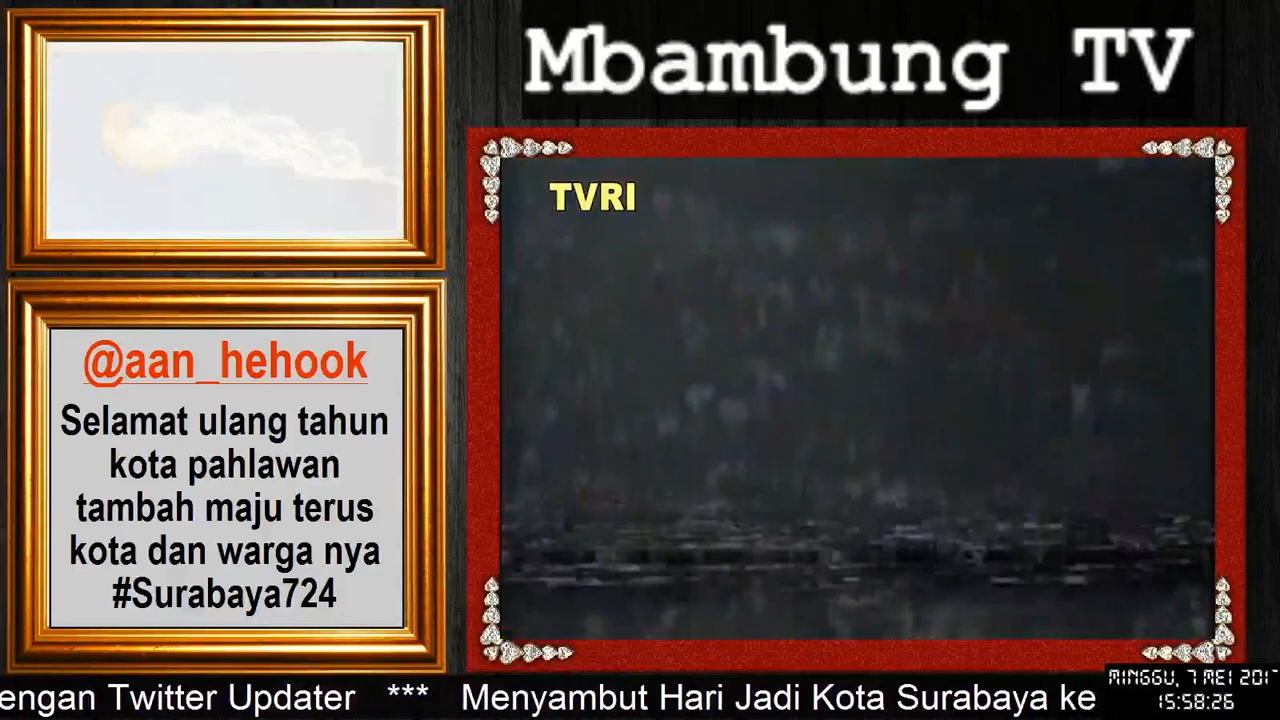 Mbambung TV
TVRI
@aan_hehook
Selamat ulang tahun
kota pahlawan
tambah maju terus
kota dan warga nya
#Surabaya724
engan Twitter Updater *** Menyambut Hari Jadi Kota Surabaya ke
MINGGU, 7 MEI 2017
15:58:26